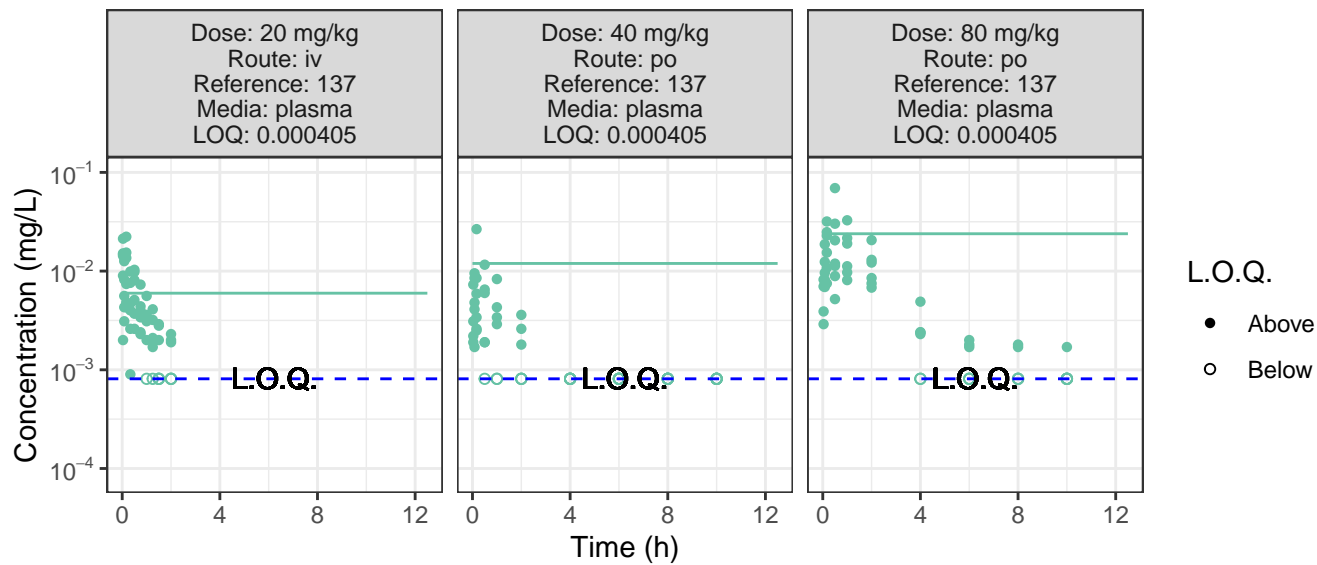 Dose: 20 mg/kg
Route: iv
Reference: 137
Media: plasma
LOQ: 0.000405
Dose: 40 mg/kg
Route: po
Reference: 137
Media: plasma
LOQ: 0.000405
Dose: 80 mg/kg
Route: po
Reference: 137
Media: plasma
LOQ: 0.000405
Concentration (mg/L)
10⁻¹
10⁻²
10⁻³
10⁻⁴
L.O.Q.
L.O.Q.
L.O.Q.
0 4 8 12
0 4 8 12
0 4 8 12
Time (h)
L.O.Q.
Above
Below